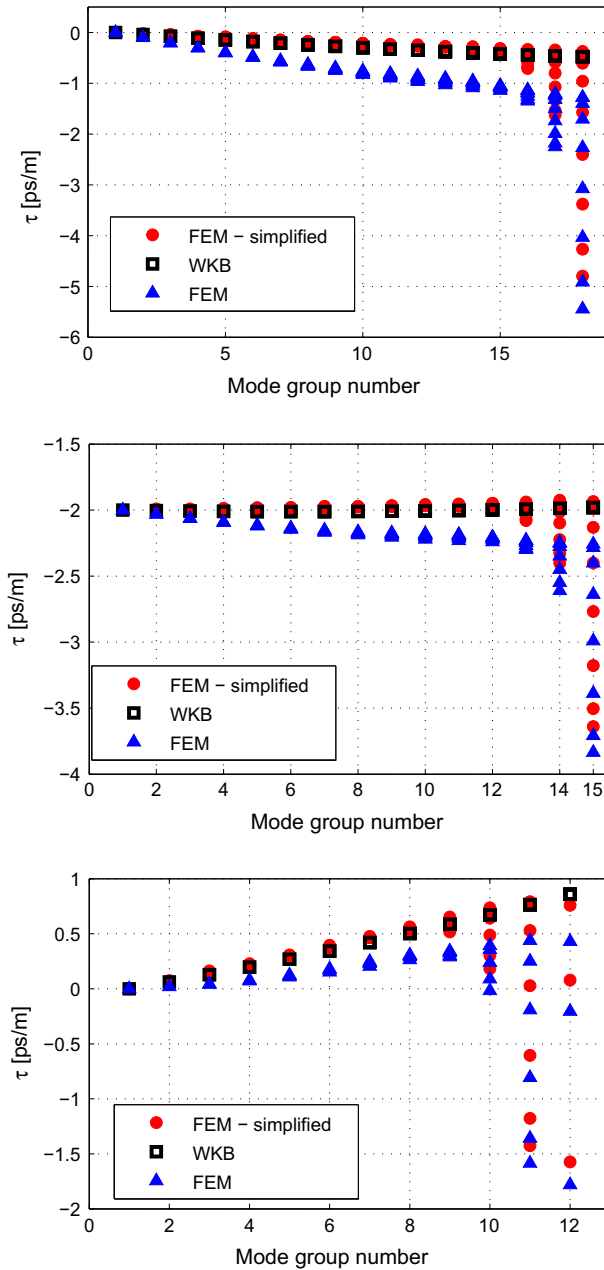 0
−1
−2
−3
−4
−5
−6
τ [ps/m]
FEM − simplified
WKB
FEM
0 5 10 15
Mode group number
−1.5
−2
−2.5
−3
−3.5
−4
τ [ps/m]
FEM − simplified
WKB
FEM
0 2 4 6 8 10 12 14 15
Mode group number
1
0.5
0
−0.5
−1
−1.5
−2
τ [ps/m]
FEM − simplified
WKB
FEM
0 2 4 6 8 10 12
Mode group number